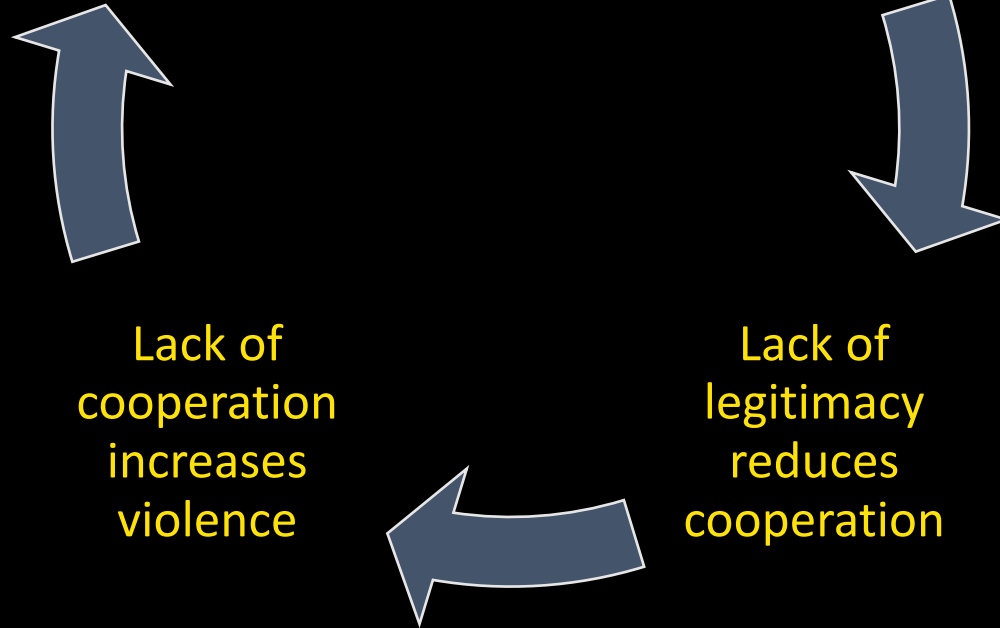 Lack of
cooperation
increases
violence
Lack of
legitimacy
reduces
cooperation